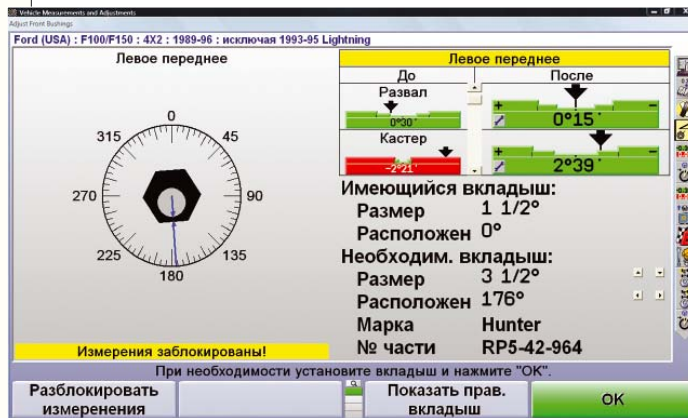 Vehicle Measurements and Adjustments
Adjust Front Bushings
Ford (USA) : F100/F150 : 4X2 : 1989-96 : исключая 1993-95 Lightning
Левое переднее
0
45
90
135
180
225
270
315
Измерения заблокированы!
Левое переднее
До После
Развал
0°30' + - 0°15'
Кастер
-2°21' + - 2°39'
Имеющийся вкладыш:
Размер 1 1/2°
Расположен 0°
Необходим. вкладыш:
Размер 3 1/2°
Расположен 176°
Марка Hunter
№ части RP5-42-964
При необходимости установите вкладыш и нажмите "OK".
Разблокировать
измеренения
Показать прав.
вкладыш
OK